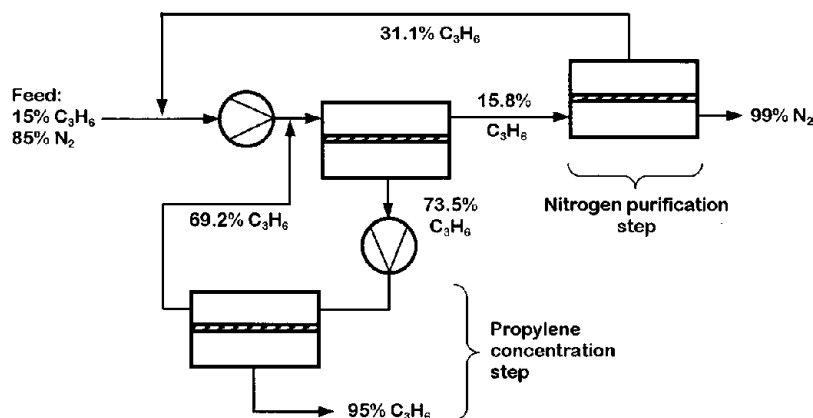 31.1% C₃H₆
Feed:
15% C₃H₆
85% N₂
15.8%
C₃H₆
99% N₂
69.2% C₃H₆
73.5%
C₃H₆
Nitrogen purification
step
Propylene
concentration
step
95% C₃H₆